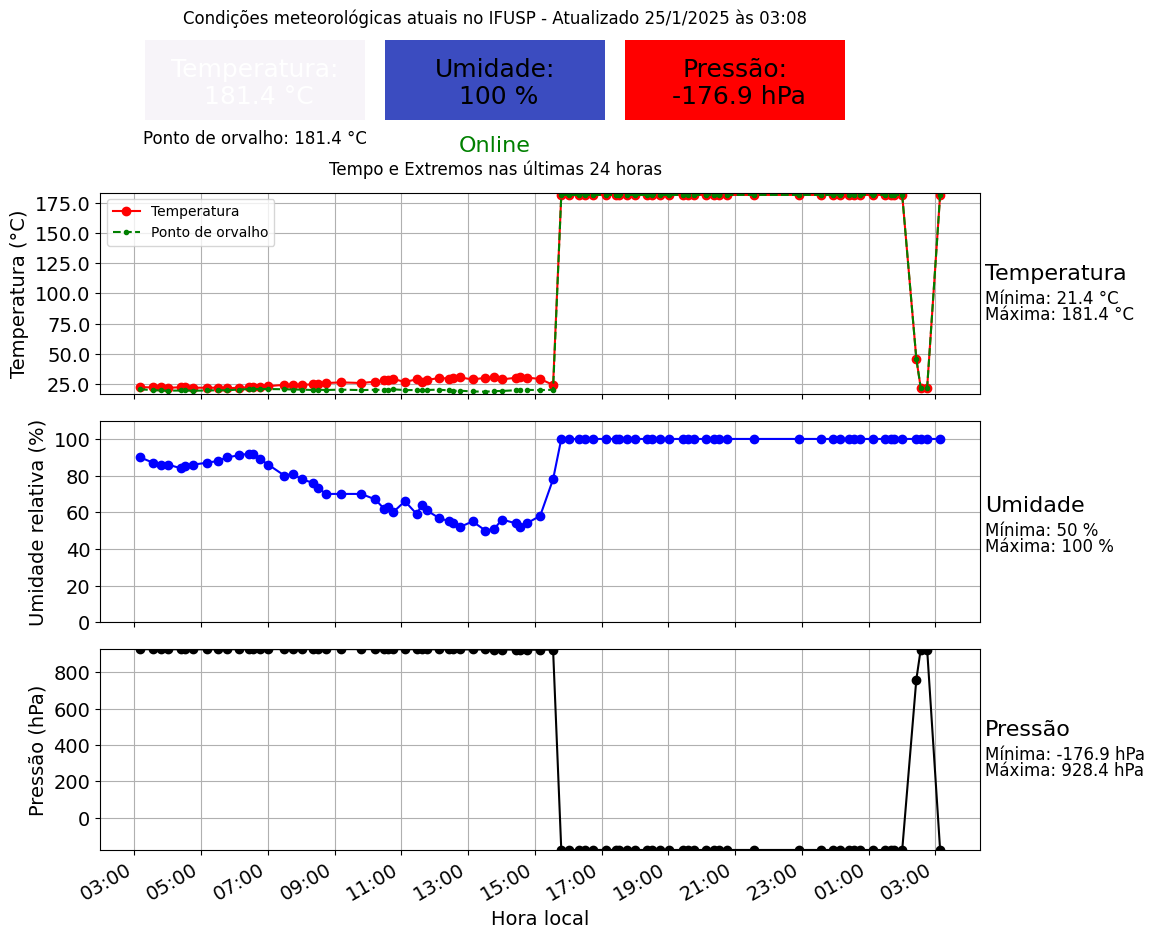 Condições meteorológicas atuais no IFUSP - Atualizado 25/1/2025 às 03:08
Temperatura:
181.4 °C
Umidade:
100 %
Pressão:
-176.9 hPa
Ponto de orvalho: 181.4 °C
Online
Tempo e Extremos nas últimas 24 horas
Temperatura (°C)
175.0
150.0
125.0
100.0
75.0
50.0
25.0
Temperatura
Ponto de orvalho
Temperatura
Mínima: 21.4 °C
Máxima: 181.4 °C
Umidade relativa (%)
100
80
60
40
20
0
Umidade
Mínima: 50 %
Máxima: 100 %
Pressão (hPa)
800
600
400
200
0
Pressão
Mínima: -176.9 hPa
Máxima: 928.4 hPa
03:00
05:00
07:00
09:00
11:00
13:00
15:00
17:00
19:00
21:00
23:00
01:00
03:00
Hora local